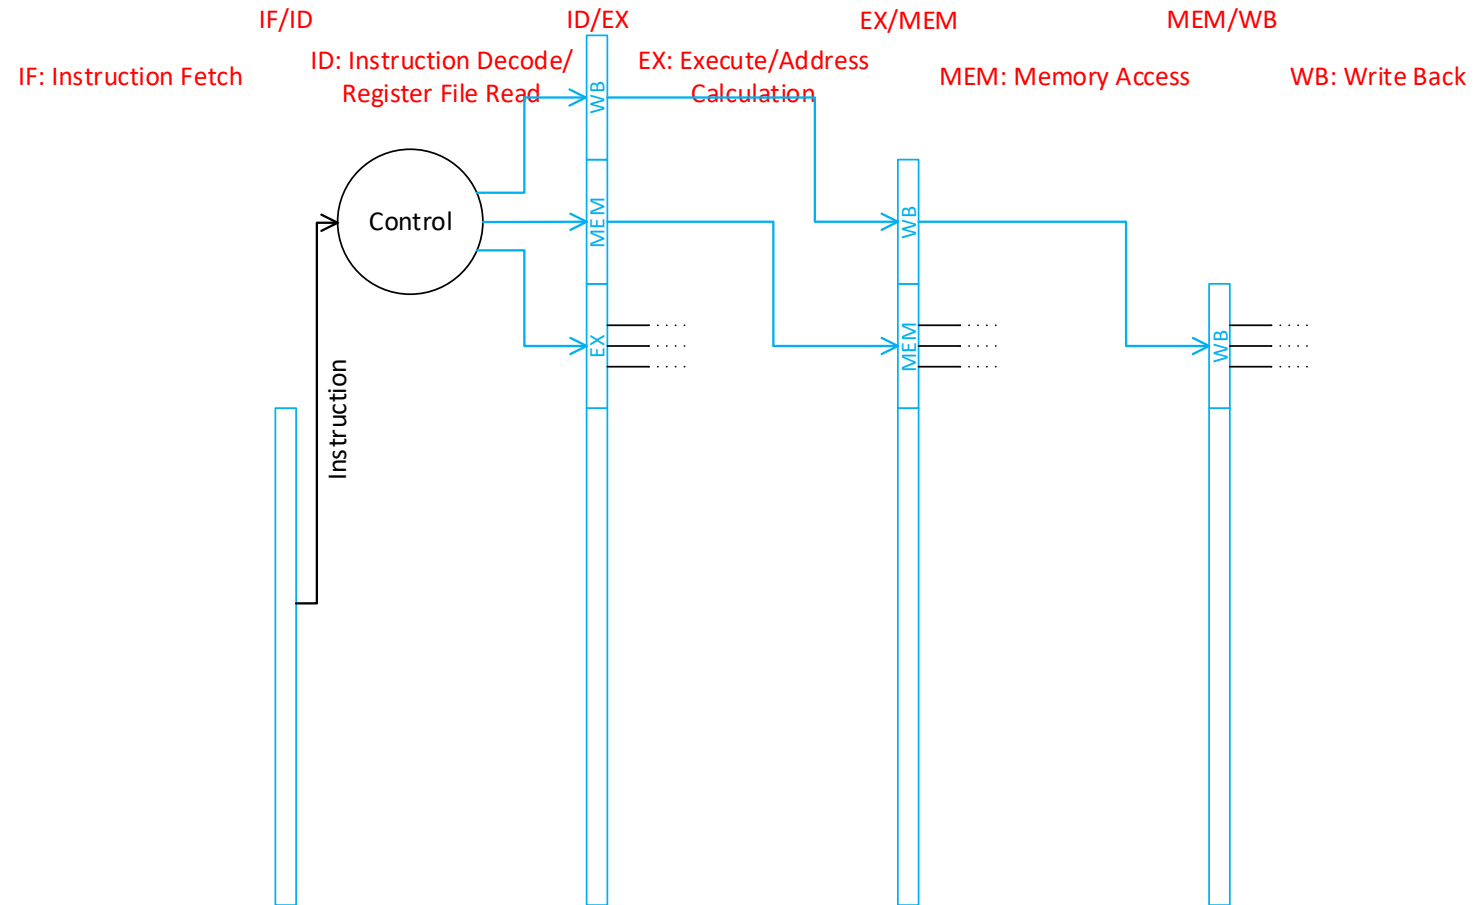 IF/ID
ID/EX
EX/MEM
MEM/WB
IF: Instruction Fetch
ID: Instruction Decode/
Register File Read
EX: Execute/Address
Calculation
MEM: Memory Access
WB: Write Back
WB
Control
MEM
WB
EX
MEM
WB
Instruction